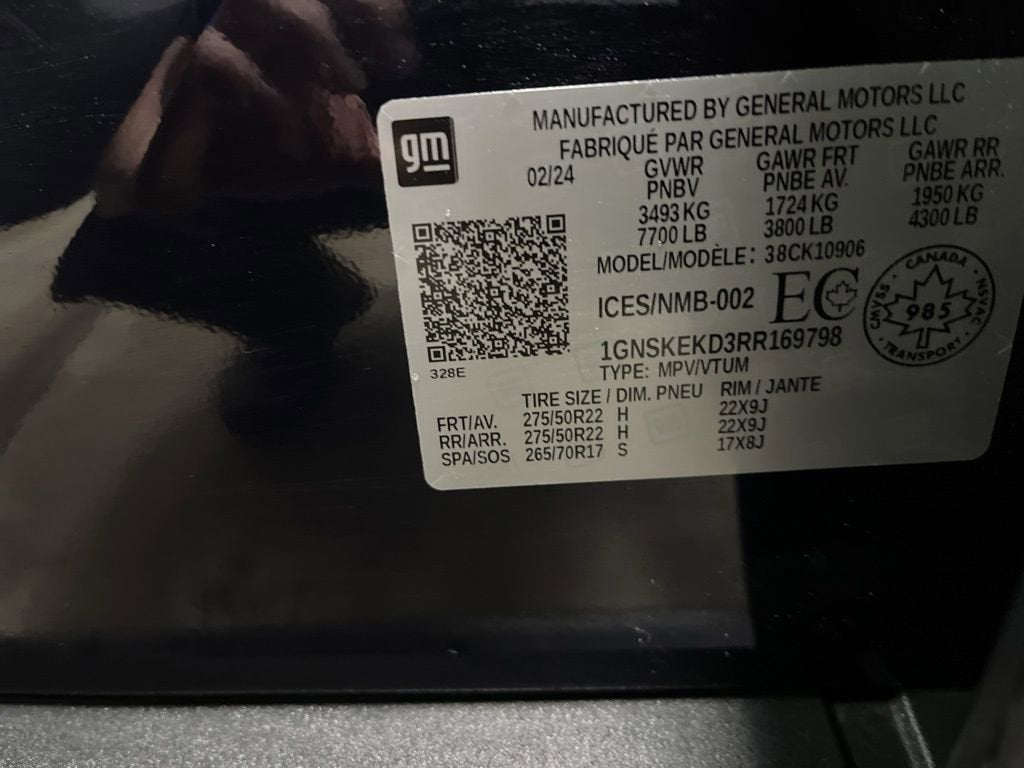 MANUFACTURED BY GENERAL MOTORS LLC
FABRIQUÉ PAR GENERAL MOTORS LLC
gm
02/24 GVWR GAWR FRT GAWR RR
PNBV PNBE AV. PNBE ARR.
3493 KG 1724 KG 1950 KG
7700 LB 3800 LB 4300 LB
MODEL/MODÈLE: 38CK10906
ICES/NMB-002 EC
CANADA
CMVSS 985 NSVAC
TRANSPORT
1GNSKEKD3RR169798
328E TYPE: MPV/VTUM
TIRE SIZE / DIM. PNEU RIM / JANTE
FRT/AV. 275/50R22 H 22X9J
RR/ARR. 275/50R22 H 22X9J
SPA/SOS 265/70R17 S 17X8J